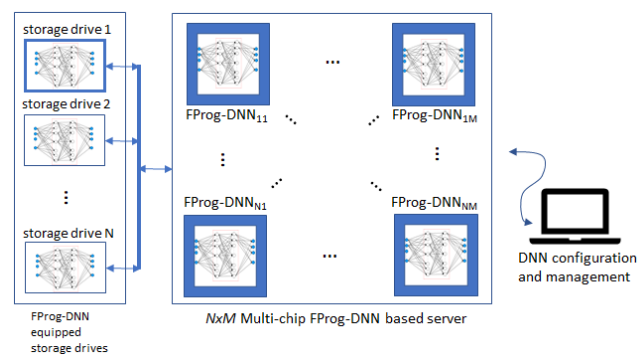 storage drive 1
storage drive 2
⋮
storage drive N
FProg-DNN
equipped
storage drives
...
FProg-DNN11
FProg-DNN1M
⋮
⋮
FProg-DNNN1
FProg-DNNNM
...
NxM Multi-chip FProg-DNN based server
DNN configuration
and management